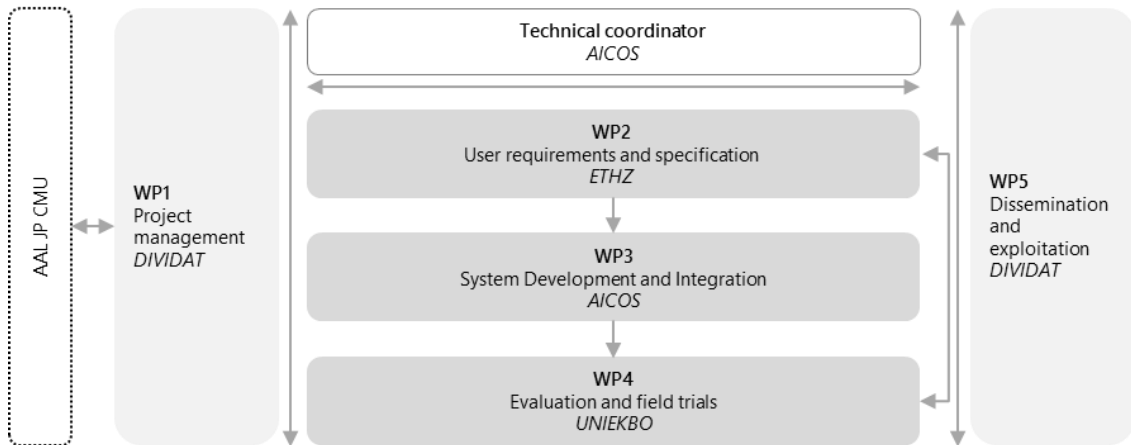 AAL JP CMU
WP1
Project
management
DIVIDAT
Technical coordinator
AICOS
WP2
User requirements and specification
ETHZ
WP3
System Development and Integration
AICOS
WP4
Evaluation and field trials
UNIEKBO
WP5
Dissemination
and
exploitation
DIVIDAT